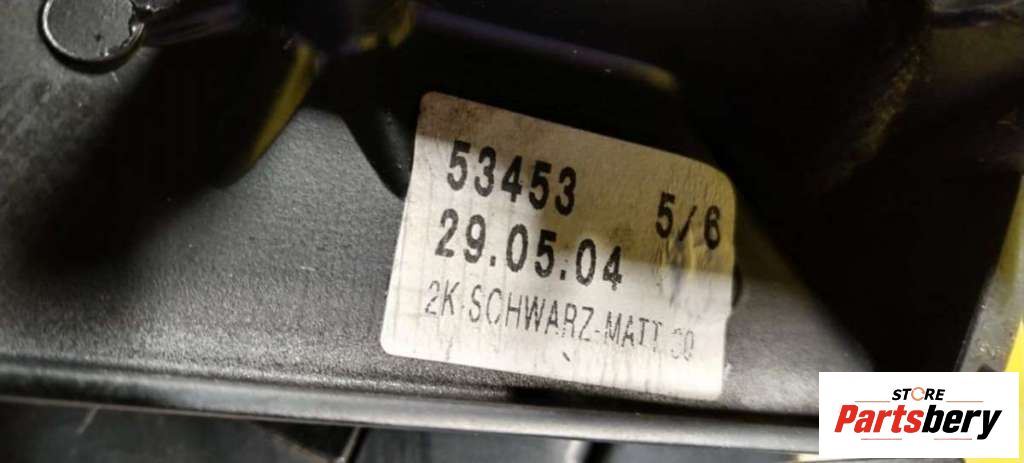 53453 5/6
29.05.04
2K-SCHWARZ-MATT
STORE
Partsbery